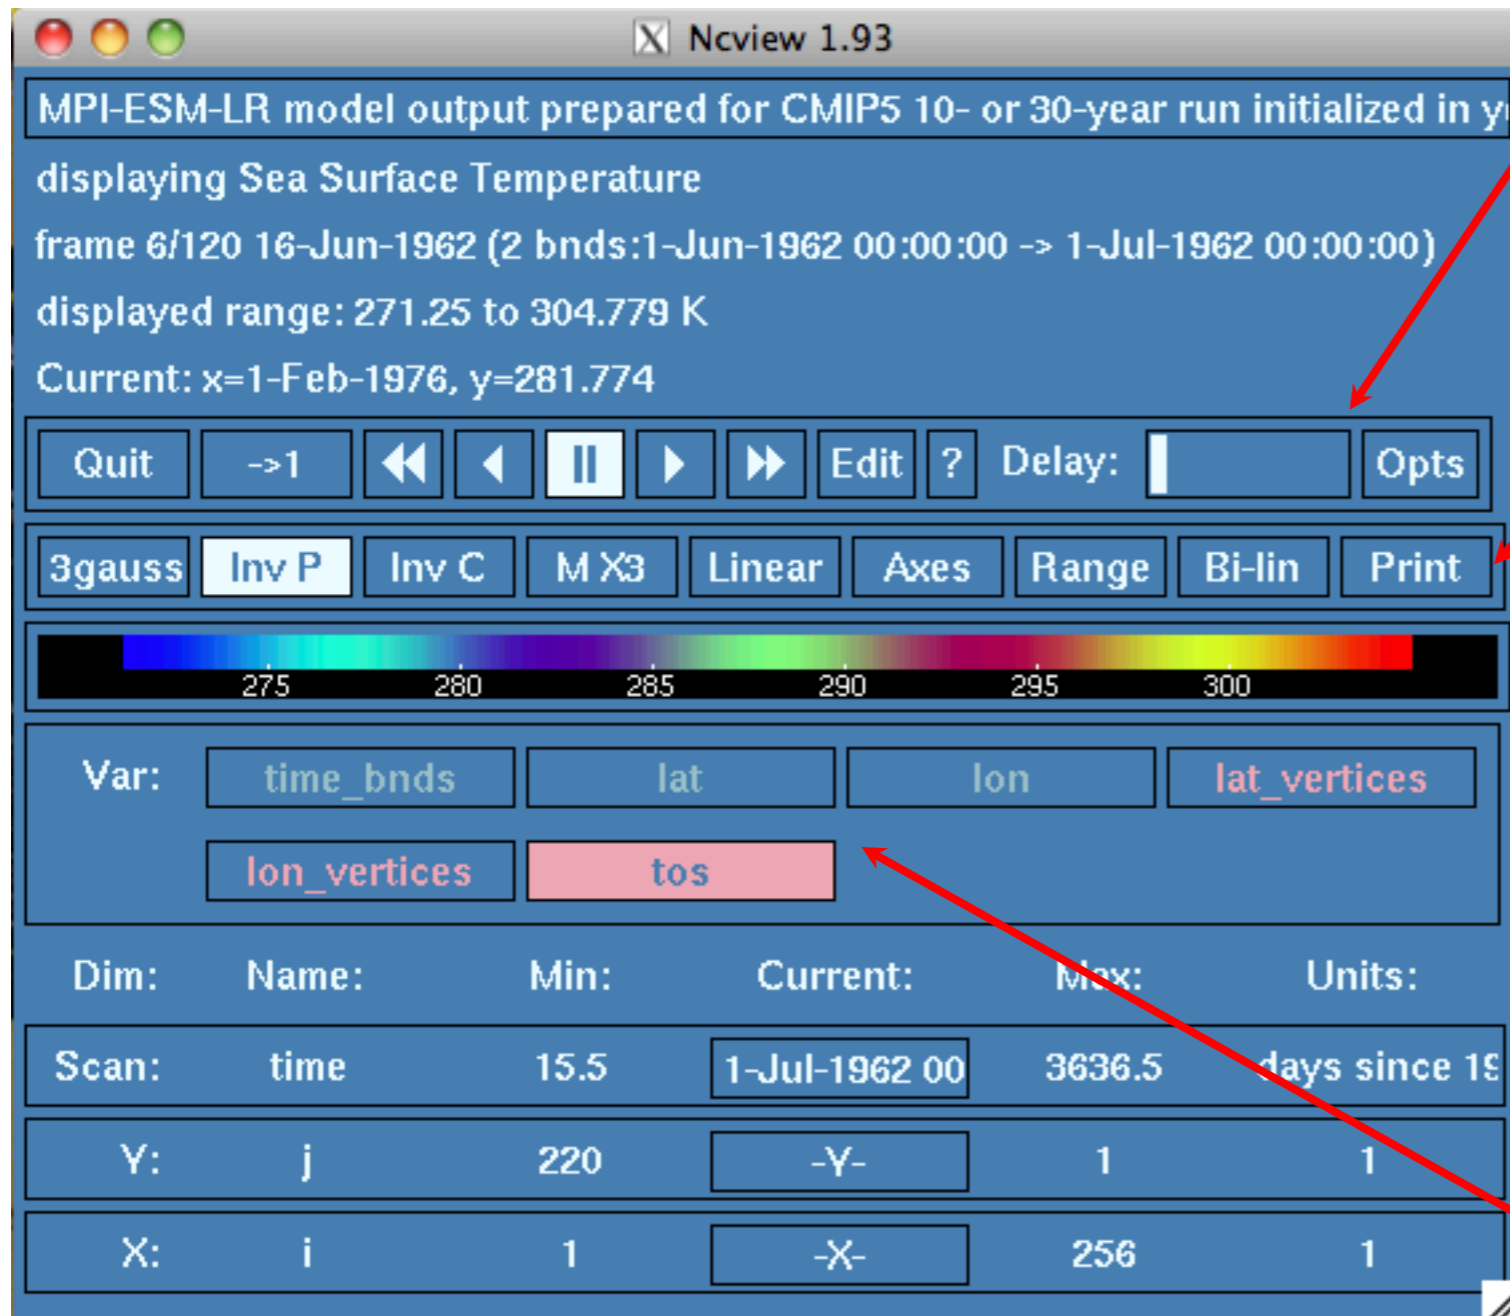 Ncview 1.93
MPI-ESM-LR model output prepared for CMIP5 10- or 30-year run initialized in
displaying Sea Surface Temperature
frame 6/120 16-Jun-1962 (2 bnds:1-Jun-1962 00:00:00 -> 1-Jul-1962 00:00:00)
displayed range: 271.25 to 304.779 K
Current: x=1-Feb-1976, y=281.774
Quit ->1 Edit ? Delay: Opts
3gauss Inv P Inv C M X3 Linear Axes Range Bi-lin Print
275 280 285 290 295 300
Var: time_bnds lat lon lat_vertices
lon_vertices tos
Dim: Name: Min: Current: Max: Units:
Scan: time 15.5 1-Jul-1962 00 3636.5 days since 19
Y: j 220 -Y- 1 1
X: i 1 -X- 256 1